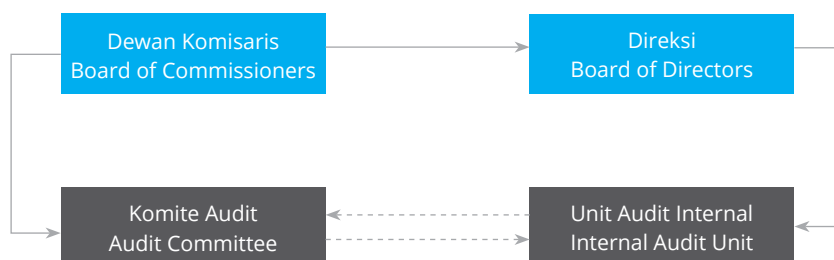 Dewan Komisaris
Board of Commissioners
Direksi
Board of Directors
Komite Audit
Audit Committee
Unit Audit Internal
Internal Audit Unit